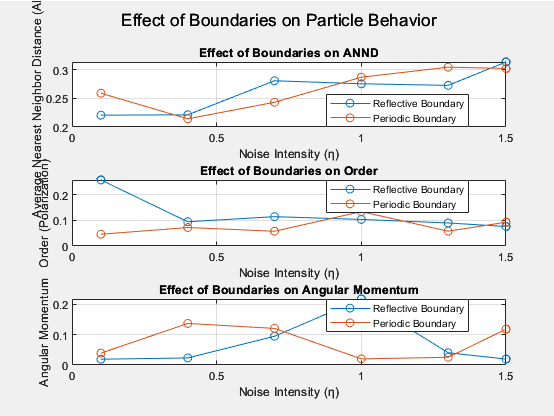 Effect of Boundaries on Particle Behavior
Effect of Boundaries on ANND
Average Nearest Neighbor Distance (A
0.3
0.25
0.2
0
0.5
1
1.5
Reflective Boundary
Periodic Boundary
Noise Intensity (η)
Effect of Boundaries on Order
Order (Polarization)
0.2
0.1
0
0
0.5
1
1.5
Reflective Boundary
Periodic Boundary
Noise Intensity (η)
Effect of Boundaries on Angular Momentum
Angular Momentum
0.2
0.1
0
0
0.5
1
1.5
Reflective Boundary
Periodic Boundary
Noise Intensity (η)